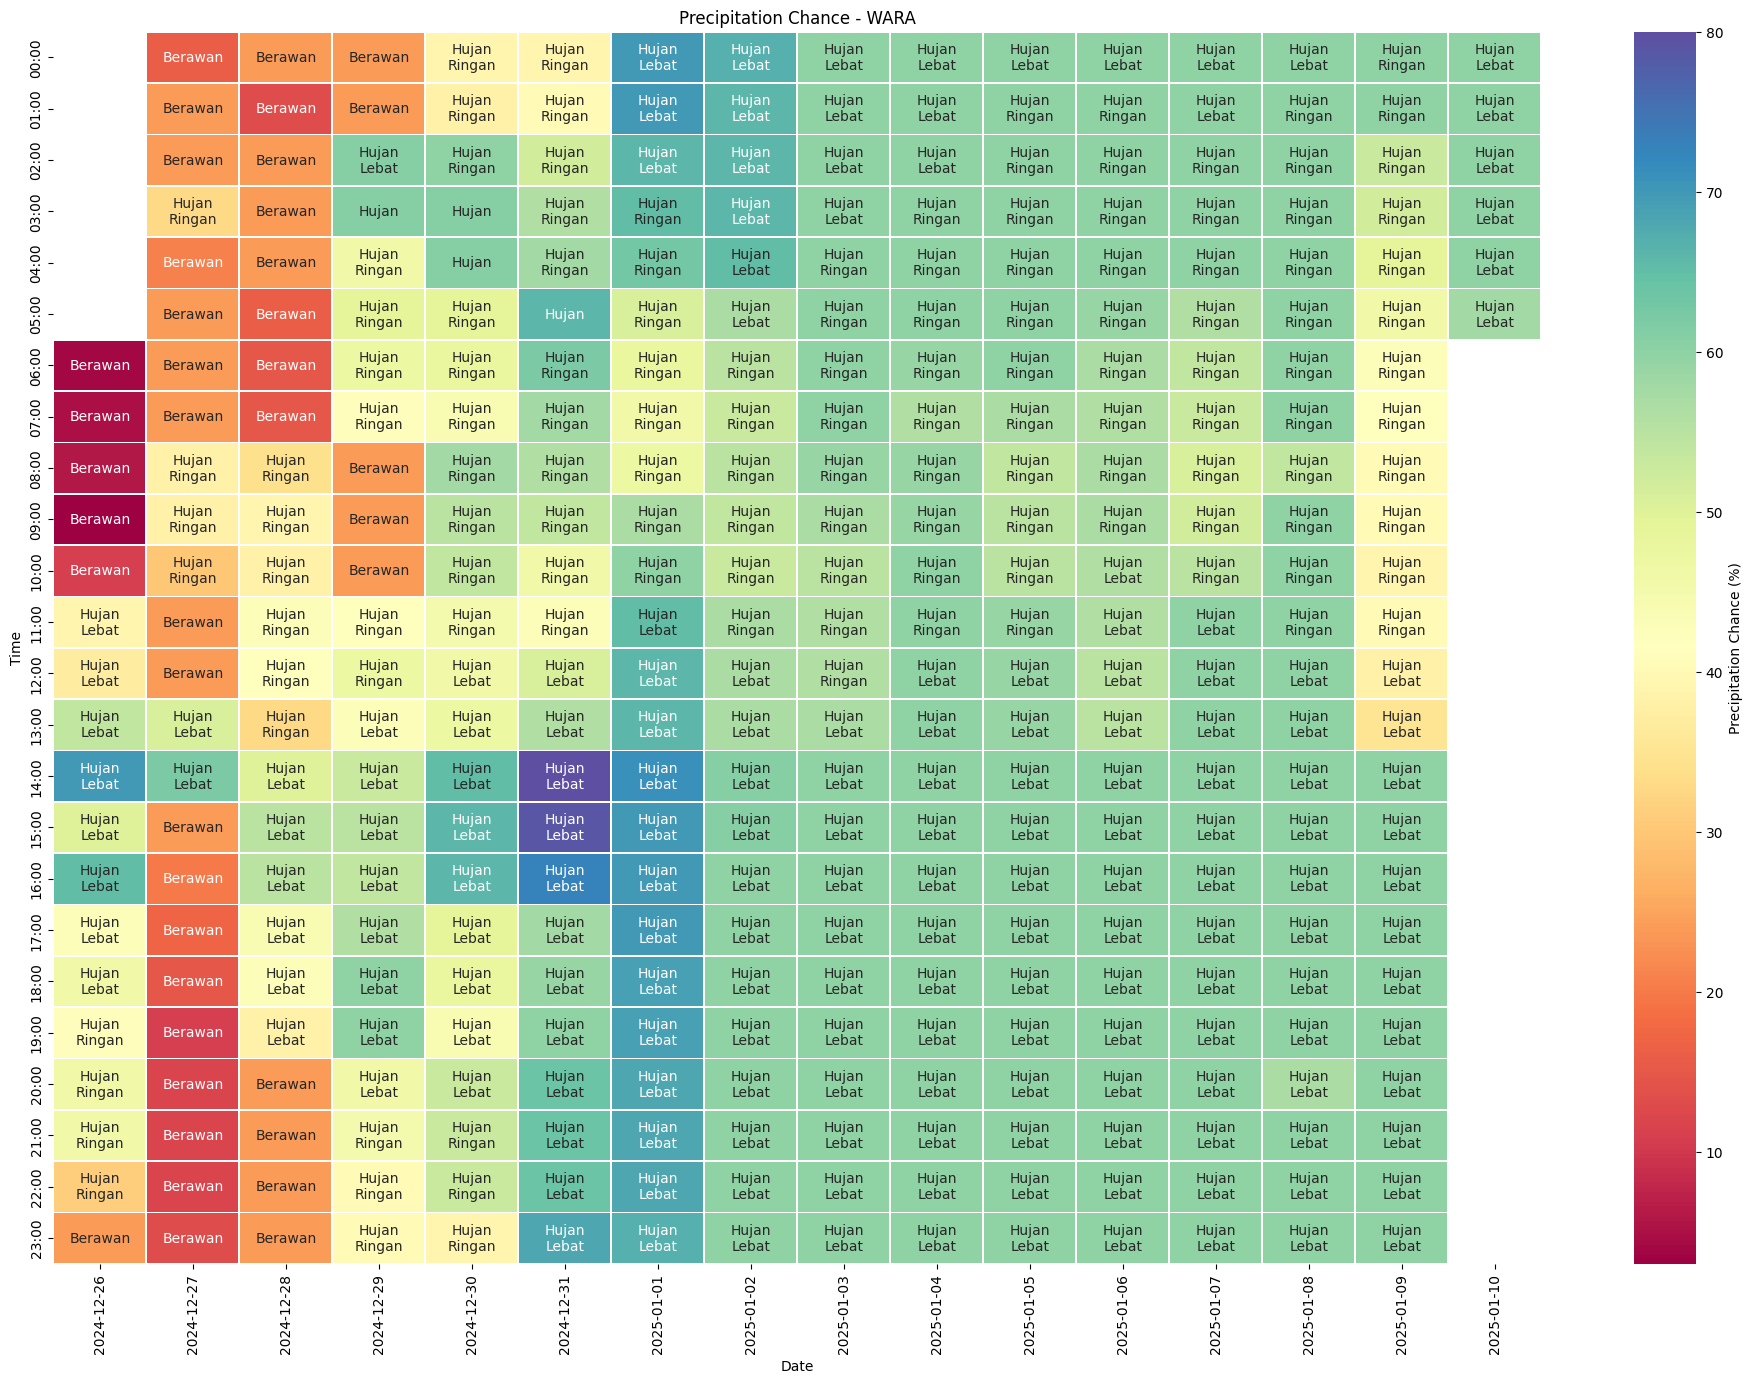 Precipitation Chance - WARA
00:00 Berawan Berawan Berawan Hujan Ringan Hujan Ringan Hujan Lebat Hujan Lebat Hujan Lebat Hujan Lebat Hujan Lebat Hujan Lebat Hujan Lebat Hujan Lebat Hujan Ringan Hujan Lebat
01:00 Berawan Berawan Berawan Hujan Ringan Hujan Ringan Hujan Lebat Hujan Lebat Hujan Lebat Hujan Lebat Hujan Ringan Hujan Ringan Hujan Lebat Hujan Ringan Hujan Ringan Hujan Lebat
02:00 Berawan Berawan Hujan Lebat Hujan Ringan Hujan Ringan Hujan Lebat Hujan Lebat Hujan Lebat Hujan Lebat Hujan Ringan Hujan Ringan Hujan Ringan Hujan Ringan Hujan Ringan Hujan Lebat
03:00 Hujan Ringan Berawan Hujan Hujan Hujan Ringan Hujan Ringan Hujan Lebat Hujan Lebat Hujan Ringan Hujan Ringan Hujan Ringan Hujan Ringan Hujan Ringan Hujan Ringan Hujan Lebat
04:00 Berawan Berawan Hujan Ringan Hujan Hujan Ringan Hujan Ringan Hujan Lebat Hujan Ringan Hujan Ringan Hujan Ringan Hujan Ringan Hujan Ringan Hujan Ringan Hujan Ringan Hujan Lebat
05:00 Berawan Berawan Hujan Ringan Hujan Ringan Hujan Hujan Ringan Hujan Lebat Hujan Ringan Hujan Ringan Hujan Ringan Hujan Ringan Hujan Ringan Hujan Ringan Hujan Ringan Hujan Lebat
06:00 Berawan Berawan Berawan Hujan Ringan Hujan Ringan Hujan Ringan Hujan Ringan Hujan Ringan Hujan Ringan Hujan Ringan Hujan Ringan Hujan Ringan Hujan Ringan Hujan Ringan Hujan Ringan
07:00 Berawan Berawan Berawan Hujan Ringan Hujan Ringan Hujan Ringan Hujan Ringan Hujan Ringan Hujan Ringan Hujan Ringan Hujan Ringan Hujan Ringan Hujan Ringan Hujan Ringan Hujan Ringan
08:00 Berawan Hujan Ringan Hujan Ringan Berawan Hujan Ringan Hujan Ringan Hujan Ringan Hujan Ringan Hujan Ringan Hujan Ringan Hujan Ringan Hujan Ringan Hujan Ringan Hujan Ringan Hujan Ringan
09:00 Berawan Hujan Ringan Hujan Ringan Berawan Hujan Ringan Hujan Ringan Hujan Ringan Hujan Ringan Hujan Ringan Hujan Ringan Hujan Ringan Hujan Ringan Hujan Ringan Hujan Ringan Hujan Ringan
10:00 Berawan Hujan Ringan Hujan Ringan Berawan Hujan Ringan Hujan Ringan Hujan Ringan Hujan Ringan Hujan Ringan Hujan Ringan Hujan Ringan Hujan Lebat Hujan Ringan Hujan Ringan Hujan Ringan
11:00 Hujan Lebat Berawan Hujan Ringan Hujan Ringan Hujan Ringan Hujan Ringan Hujan Lebat Hujan Ringan Hujan Ringan Hujan Ringan Hujan Ringan Hujan Lebat Hujan Lebat Hujan Ringan Hujan Ringan
12:00 Hujan Lebat Berawan Hujan Ringan Hujan Ringan Hujan Lebat Hujan Lebat Hujan Lebat Hujan Lebat Hujan Ringan Hujan Lebat Hujan Lebat Hujan Lebat Hujan Lebat Hujan Lebat Hujan Lebat
13:00 Hujan Lebat Hujan Lebat Hujan Ringan Hujan Lebat Hujan Lebat Hujan Lebat Hujan Lebat Hujan Lebat Hujan Lebat Hujan Lebat Hujan Lebat Hujan Lebat Hujan Lebat Hujan Lebat Hujan Lebat
14:00 Hujan Lebat Hujan Lebat Hujan Lebat Hujan Lebat Hujan Lebat Hujan Lebat Hujan Lebat Hujan Lebat Hujan Lebat Hujan Lebat Hujan Lebat Hujan Lebat Hujan Lebat Hujan Lebat Hujan Lebat
15:00 Hujan Lebat Berawan Hujan Lebat Hujan Lebat Hujan Lebat Hujan Lebat Hujan Lebat Hujan Lebat Hujan Lebat Hujan Lebat Hujan Lebat Hujan Lebat Hujan Lebat Hujan Lebat Hujan Lebat
16:00 Hujan Lebat Berawan Hujan Lebat Hujan Lebat Hujan Lebat Hujan Lebat Hujan Lebat Hujan Lebat Hujan Lebat Hujan Lebat Hujan Lebat Hujan Lebat Hujan Lebat Hujan Lebat Hujan Lebat
17:00 Hujan Lebat Berawan Hujan Lebat Hujan Lebat Hujan Lebat Hujan Lebat Hujan Lebat Hujan Lebat Hujan Lebat Hujan Lebat Hujan Lebat Hujan Lebat Hujan Lebat Hujan Lebat Hujan Lebat
18:00 Hujan Lebat Berawan Hujan Lebat Hujan Lebat Hujan Lebat Hujan Lebat Hujan Lebat Hujan Lebat Hujan Lebat Hujan Lebat Hujan Lebat Hujan Lebat Hujan Lebat Hujan Lebat Hujan Lebat
19:00 Hujan Ringan Berawan Hujan Lebat Hujan Lebat Hujan Lebat Hujan Lebat Hujan Lebat Hujan Lebat Hujan Lebat Hujan Lebat Hujan Lebat Hujan Lebat Hujan Lebat Hujan Lebat Hujan Lebat
20:00 Hujan Ringan Berawan Berawan Hujan Lebat Hujan Lebat Hujan Lebat Hujan Lebat Hujan Lebat Hujan Lebat Hujan Lebat Hujan Lebat Hujan Lebat Hujan Lebat Hujan Lebat Hujan Lebat
21:00 Hujan Ringan Berawan Berawan Hujan Ringan Hujan Ringan Hujan Lebat Hujan Lebat Hujan Lebat Hujan Lebat Hujan Lebat Hujan Lebat Hujan Lebat Hujan Lebat Hujan Lebat Hujan Lebat
22:00 Hujan Ringan Berawan Berawan Hujan Ringan Hujan Ringan Hujan Lebat Hujan Lebat Hujan Lebat Hujan Lebat Hujan Lebat Hujan Lebat Hujan Lebat Hujan Lebat Hujan Lebat Hujan Lebat
23:00 Berawan Berawan Berawan Hujan Ringan Hujan Ringan Hujan Lebat Hujan Lebat Hujan Lebat Hujan Lebat Hujan Lebat Hujan Lebat Hujan Lebat Hujan Lebat Hujan Lebat Hujan Lebat
Time
2024-12-26 2024-12-27 2024-12-28 2024-12-29 2024-12-30 2024-12-31 2025-01-01 2025-01-02 2025-01-03 2025-01-04 2025-01-05 2025-01-06 2025-01-07 2025-01-08 2025-01-09 2025-01-10
Date
80
70
60
50
40
30
20
10
Precipitation Chance (%)